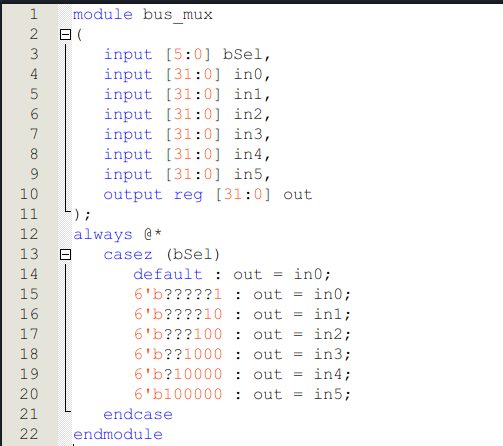 1 module bus_mux
2 (
3 input [5:0] bSel,
4 input [31:0] in0,
5 input [31:0] in1,
6 input [31:0] in2,
7 input [31:0] in3,
8 input [31:0] in4,
9 input [31:0] in5,
10 output reg [31:0] out
11 );
12 always @*
13 casez (bSel)
14 default : out = in0;
15 6'b?????1 : out = in0;
16 6'b????10 : out = in1;
17 6'b???100 : out = in2;
18 6'b??1000 : out = in3;
19 6'b?10000 : out = in4;
20 6'b100000 : out = in5;
21 endcase
22 endmodule